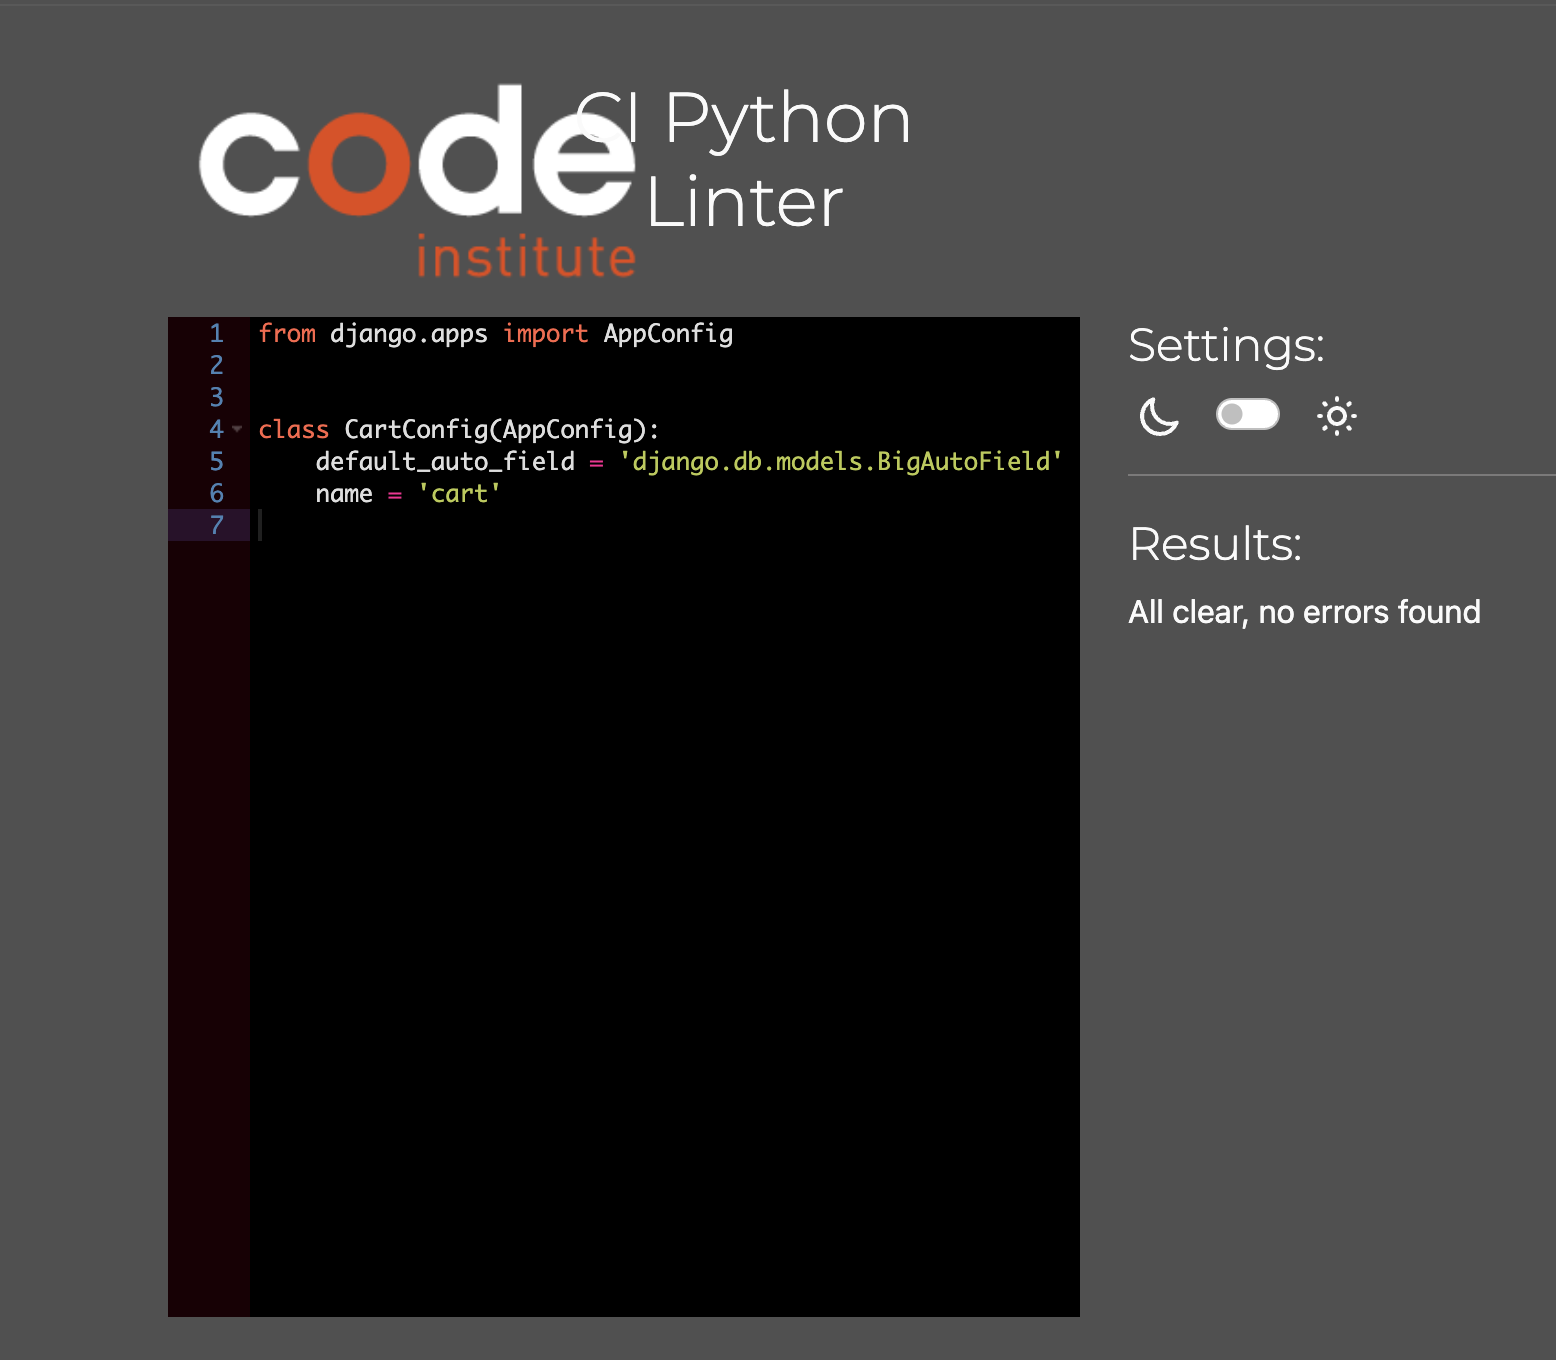 code
institute
CI Python
Linter
1 from django.apps import AppConfig
2
3
4 class CartConfig(AppConfig):
5     default_auto_field = 'django.db.models.BigAutoField'
6     name = 'cart'
7
Settings:
Results:
All clear, no errors found